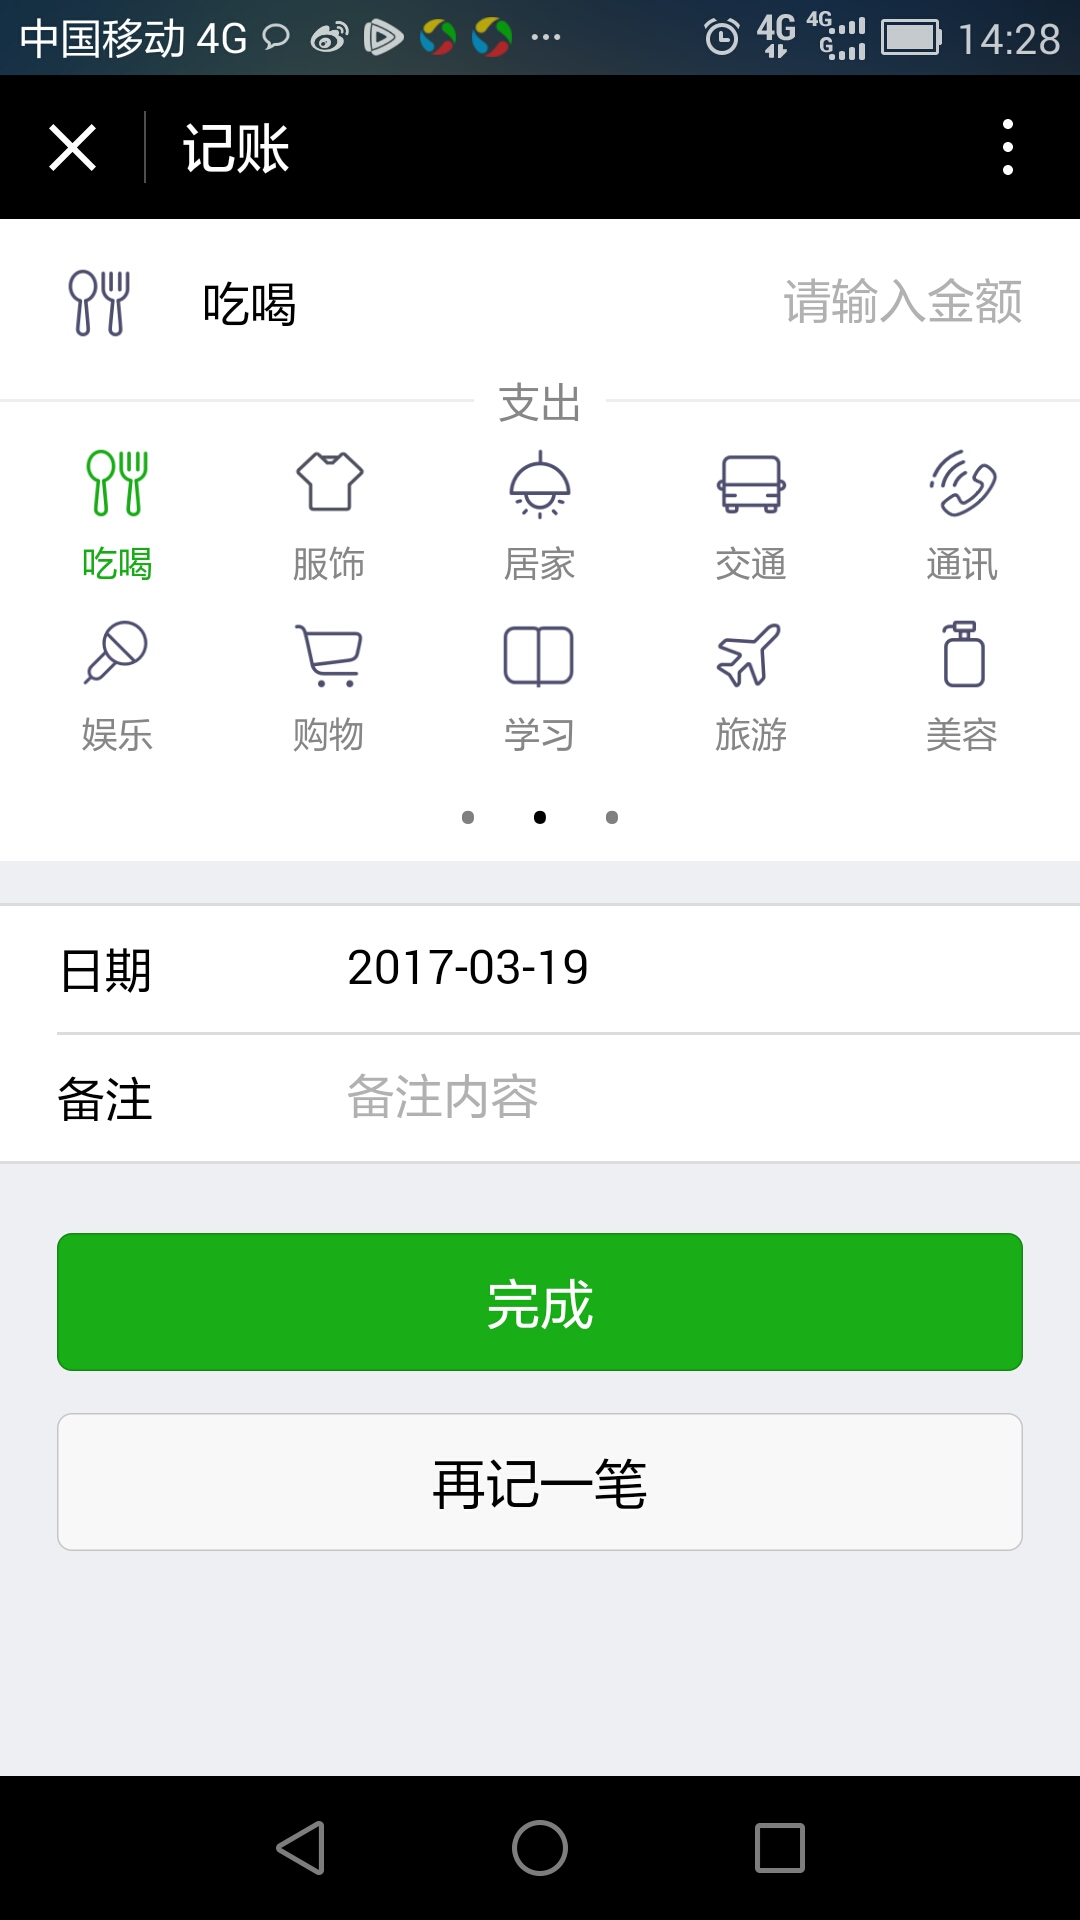 中国移动 4G ··· 4G 4G G 14:28
记账
吃喝 请输入金额
支出
吃喝 服饰 居家 交通 通讯
娱乐 购物 学习 旅游 美容
日期 2017-03-19
备注 备注内容
完成
再记一笔